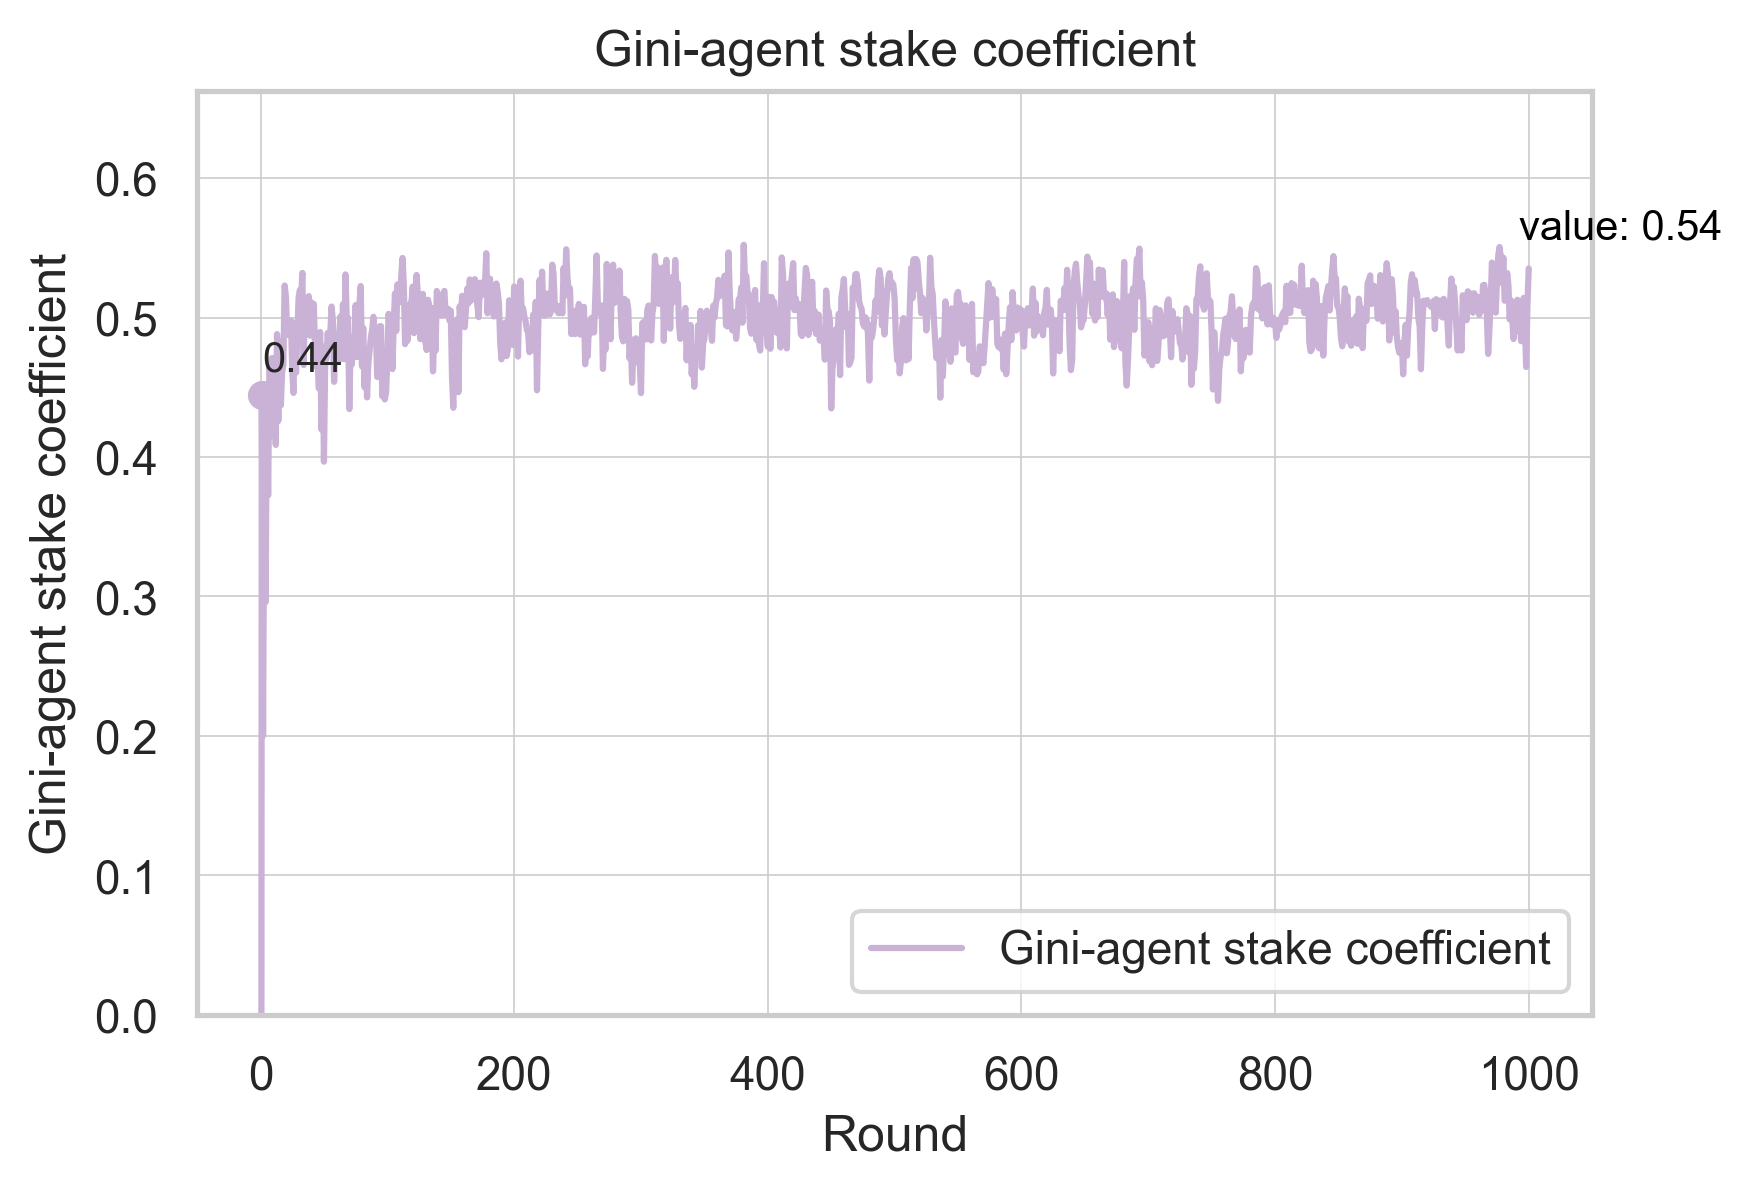 Gini-agent stake coefficient
Gini-agent stake coefficient
0.6
0.5
0.4
0.3
0.2
0.1
0.0
value: 0.54
0.44
Gini-agent stake coefficient
0 200 400 600 800 1000
Round